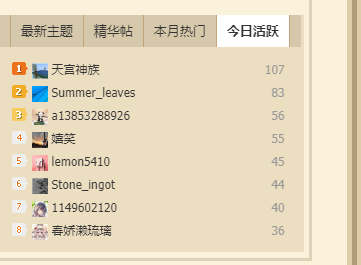 最新主题 精华帖 本月热门 今日活跃
1 天宫神族 107
2 Summer_leaves 83
3 a13853288926 56
4 嬉笑 55
5 lemon5410 45
6 Stone_ingot 44
7 1149602120 40
8 春娇濑琉璃 36